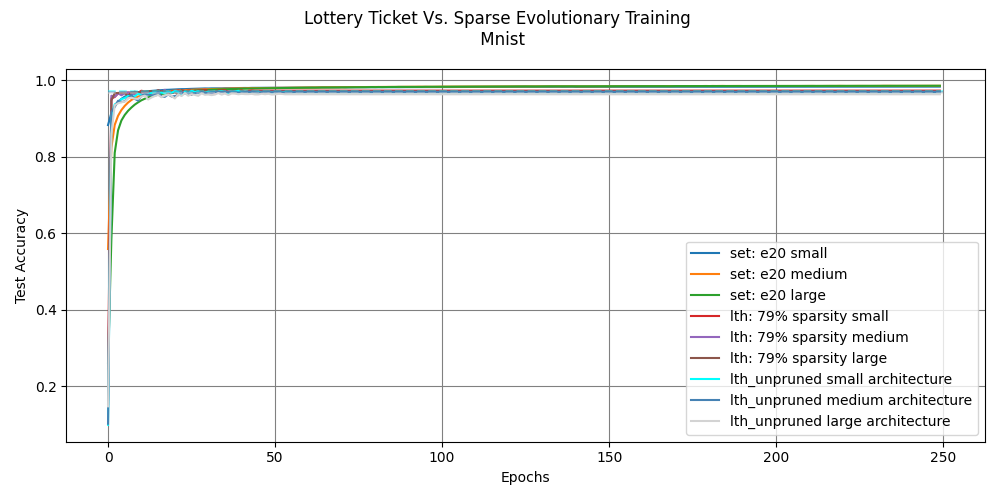 Lottery Ticket Vs. Sparse Evolutionary Training
Mnist
1.0
0.8
0.6
0.4
0.2
Test Accuracy
0
50
100
150
200
250
Epochs
set: e20 small
set: e20 medium
set: e20 large
lth: 79% sparsity small
lth: 79% sparsity medium
lth: 79% sparsity large
lth_unpruned small architecture
lth_unpruned medium architecture
lth_unpruned large architecture